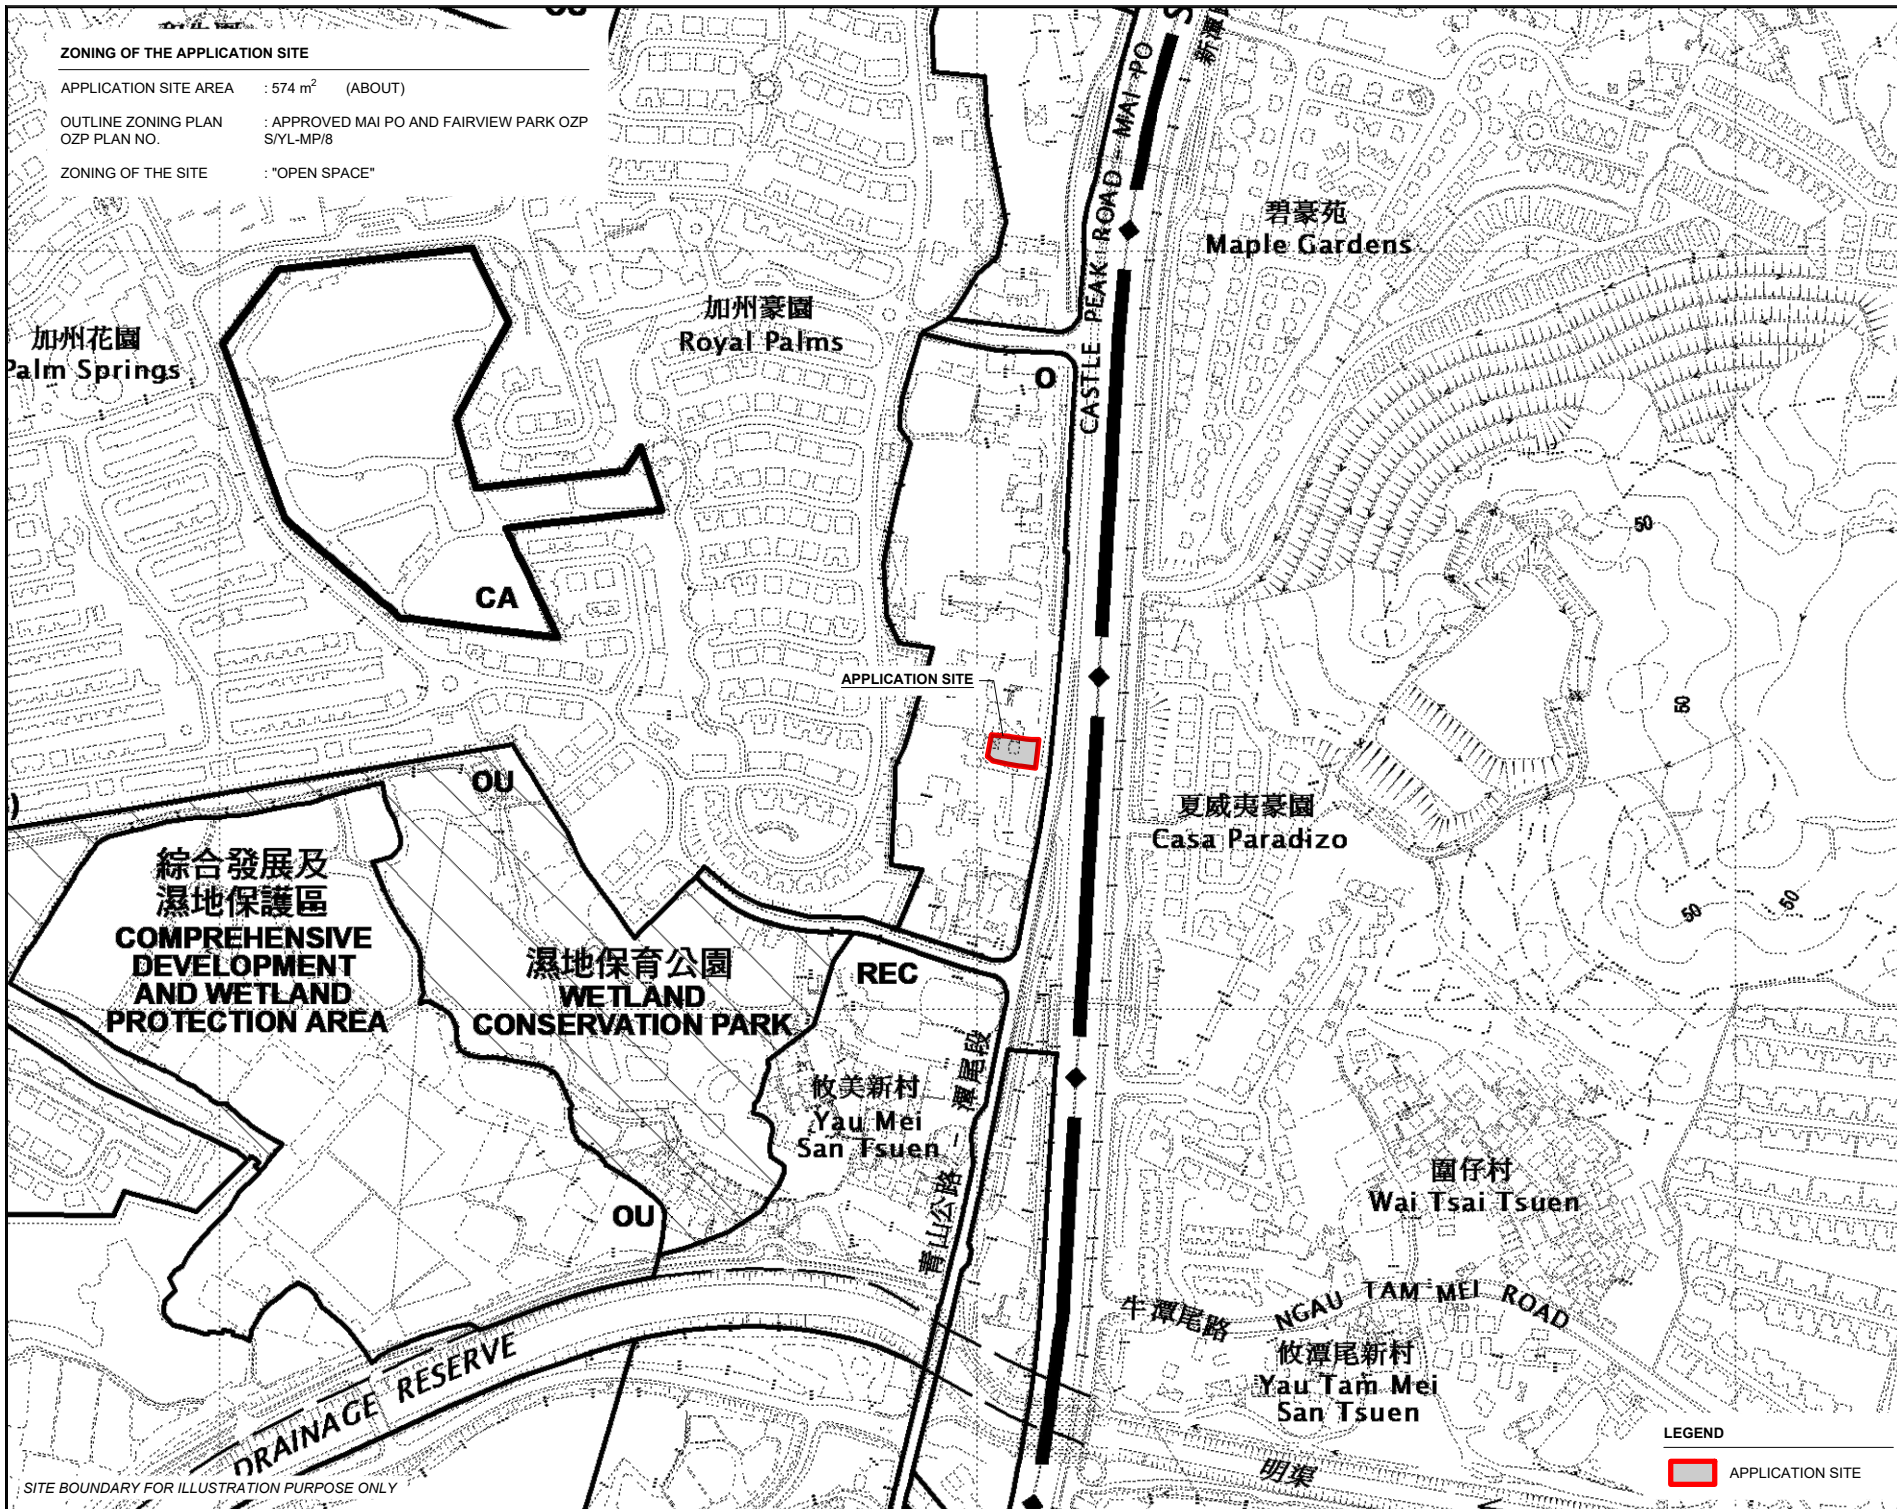 ZONING OF THE APPLICATION SITE
APPLICATION SITE AREA : 574 m² (ABOUT)
OUTLINE ZONING PLAN : APPROVED MAI PO AND FAIRVIEW PARK OZP
OZP PLAN NO. S/YL-MP/8
ZONING OF THE SITE : "OPEN SPACE"
OU
S
CASTLE PEAK ROAD - MAI PO
碧豪苑
Maple Gardens
加州花園
Palm Springs
加州豪園
Royal Palms
O
50
CA
APPLICATION SITE
50
OU
夏威夷豪園
Casa Paradizo
綜合發展及
濕地保護區
COMPREHENSIVE
DEVELOPMENT
AND WETLAND
PROTECTION AREA
濕地保育公園
WETLAND
CONSERVATION PARK
REC
50
50
攸美新村
Yau Mei
San Tsuen
青山公路 - 潭尾段
圍仔村
Wai Tsai Tsuen
OU
牛潭尾路
NGAU TAM MEI ROAD
攸潭尾新村
Yau Tam Mei
San Tsuen
DRAINAGE RESERVE
明渠
SITE BOUNDARY FOR ILLUSTRATION PURPOSE ONLY
LEGEND
APPLICATION SITE